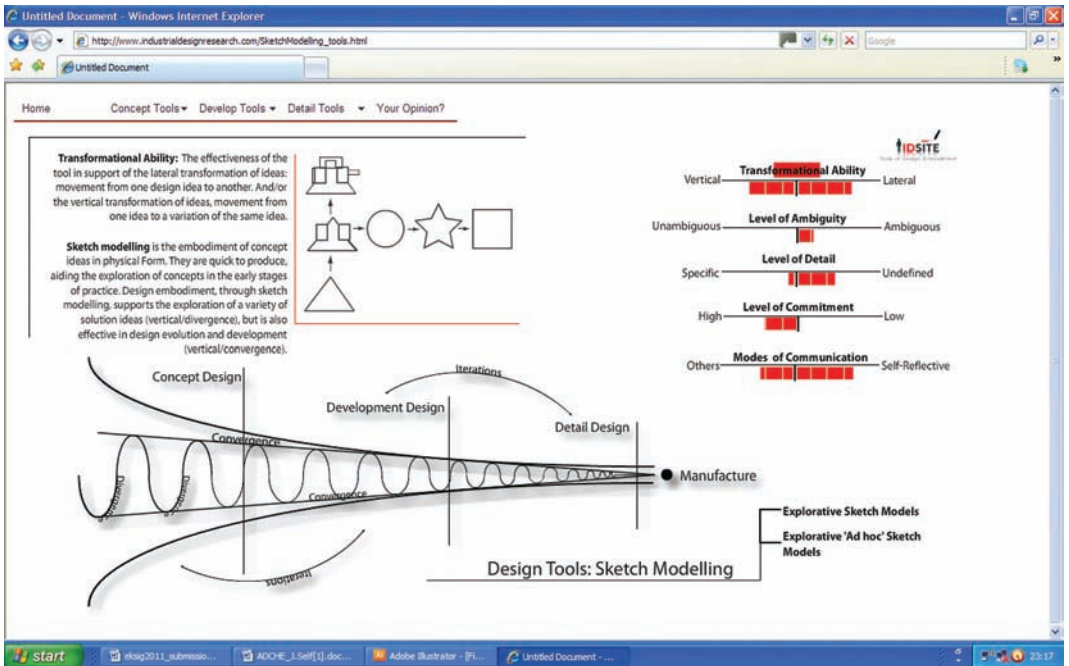 Untitled Document - Windows Internet Explorer
http://www.industrialdesignresearch.com/SketchModelling_tools.html
Google
Untitled Document
Home Concept Tools Develop Tools Detail Tools Your Opinion?
Transformational Ability: The effectiveness of the
tool in support of the lateral transformation of ideas:
movement from one design idea to another. And/or
the vertical transformation of ideas, movement from
one idea to a variation of the same idea.
Sketch modelling is the embodiment of concept
ideas in physical Form. They are quick to produce,
aiding the exploration of concepts in the early stages
of practice. Design embodiment, through sketch
modelling, supports the exploration of a variety of
solution ideas (vertical/divergence), but is also
effective in design evolution and development
(vertical/convergence).
IDSITE
Tools of Design Embodiment
Transformational Ability
Vertical Lateral
Level of Ambiguity
Unambiguous Ambiguous
Level of Detail
Specific Undefined
Level of Commitment
High Low
Modes of Communication
Others Self-Reflective
Concept Design
Iterations
Development Design
Detail Design
Convergence
Divergence
Divergence
Convergence
Manufacture
Iterations
Explorative Sketch Models
Explorative 'Ad hoc' Sketch
Models
Design Tools: Sketch Modelling
start
eksig2011_submissio...
ADCHE_J.Self[1].doc...
Adobe Illustrator - [Fi...
Untitled Document - ...
23:17